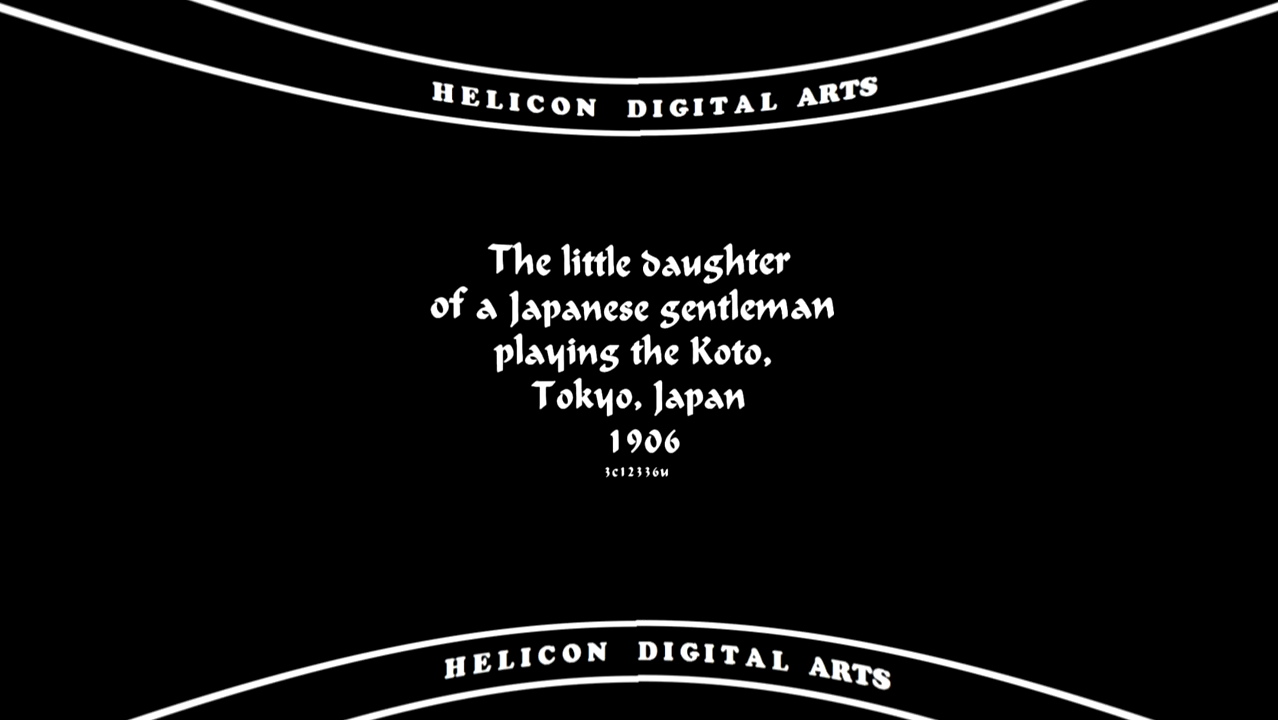 HELICON DIGITAL ARTS
The little daughter
of a Japanese gentleman
playing the Koto,
Tokyo, Japan
1906
3c12336u
HELICON DIGITAL ARTS